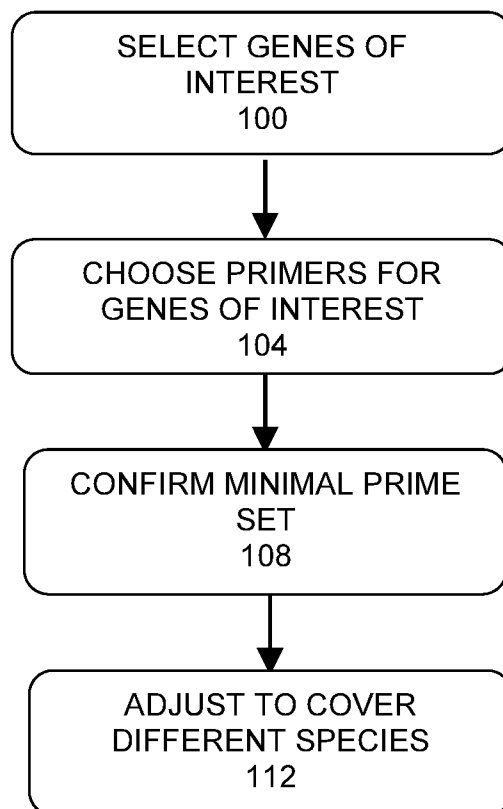 SELECT GENES OF
INTEREST
100
CHOOSE PRIMERS FOR
GENES OF INTEREST
104
CONFIRM MINIMAL PRIME
SET
108
ADJUST TO COVER
DIFFERENT SPECIES
112